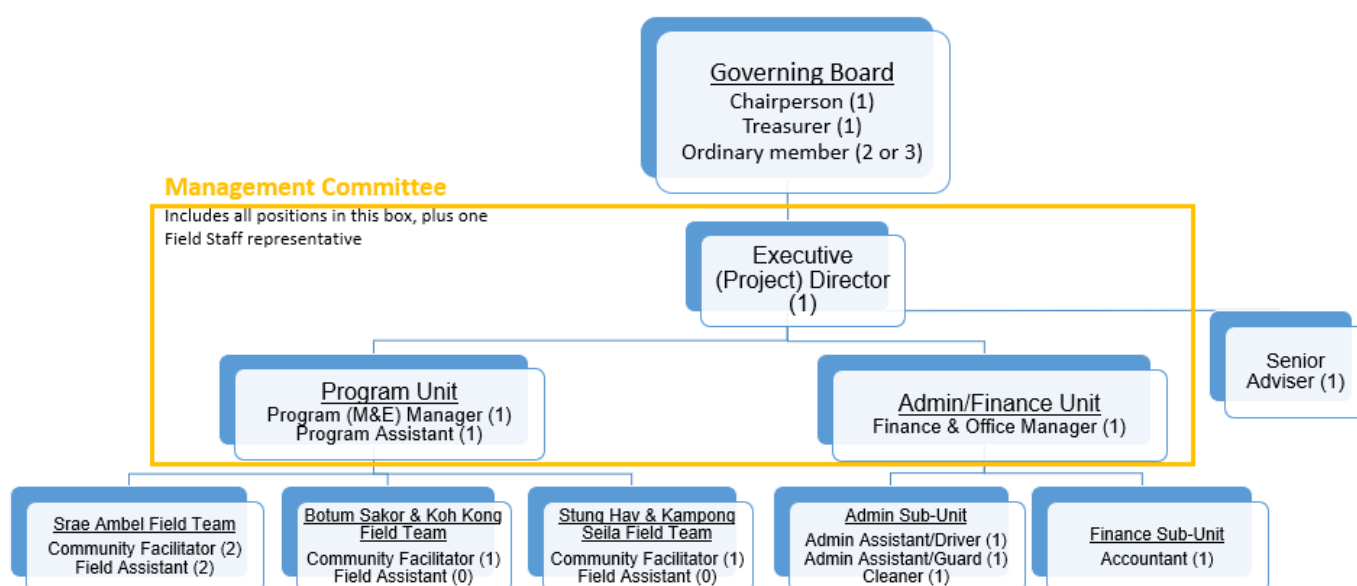 Governing Board
Chairperson (1)
Treasurer (1)
Ordinary member (2 or 3)
Management Committee
Includes all positions in this box, plus one
Field Staff representative
Executive
(Project) Director
(1)
Senior
Adviser (1)
Program Unit
Program (M&E) Manager (1)
Program Assistant (1)
Admin/Finance Unit
Finance & Office Manager (1)
Srae Ambel Field Team
Community Facilitator (2)
Field Assistant (2)
Botum Sakor & Koh Kong
Field Team
Community Facilitator (1)
Field Assistant (0)
Stung Hav & Kampong
Seila Field Team
Community Facilitator (1)
Field Assistant (0)
Admin Sub-Unit
Admin Assistant/Driver (1)
Admin Assistant/Guard (1)
Cleaner (1)
Finance Sub-Unit
Accountant (1)